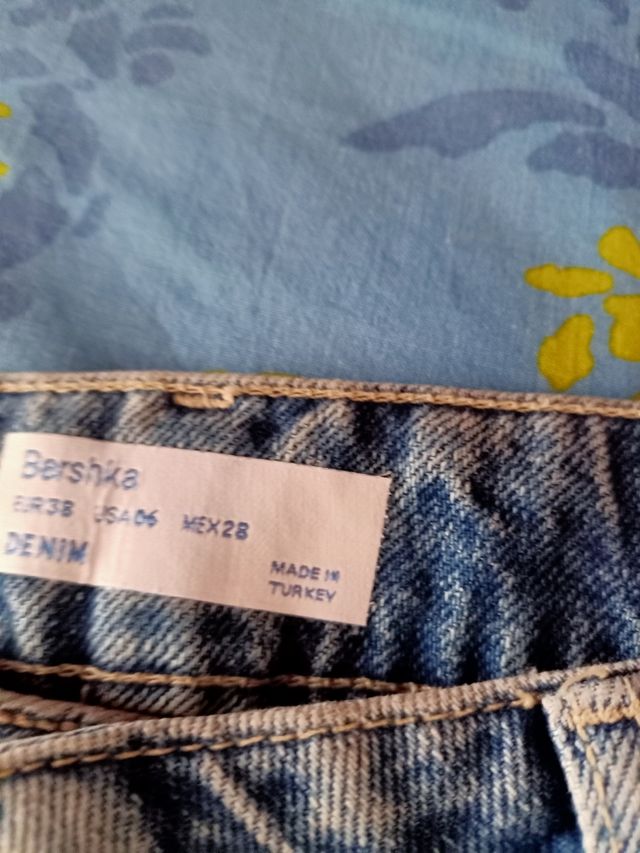 Bershka
EUR38 USA06 MEX28
DENIM
MADE IN
TURKEY